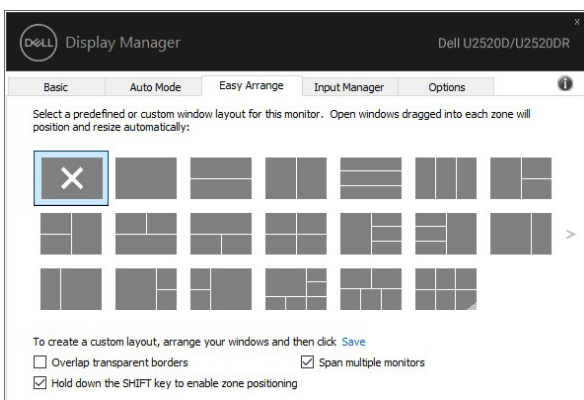 DELL Display Manager
Dell U2520D/U2520DR
Basic
Auto Mode
Easy Arrange
Input Manager
Options
Select a predefined or custom window layout for this monitor. Open windows dragged into each zone will
position and resize automatically:
To create a custom layout, arrange your windows and then click Save
Overlap transparent borders
Span multiple monitors
Hold down the SHIFT key to enable zone positioning